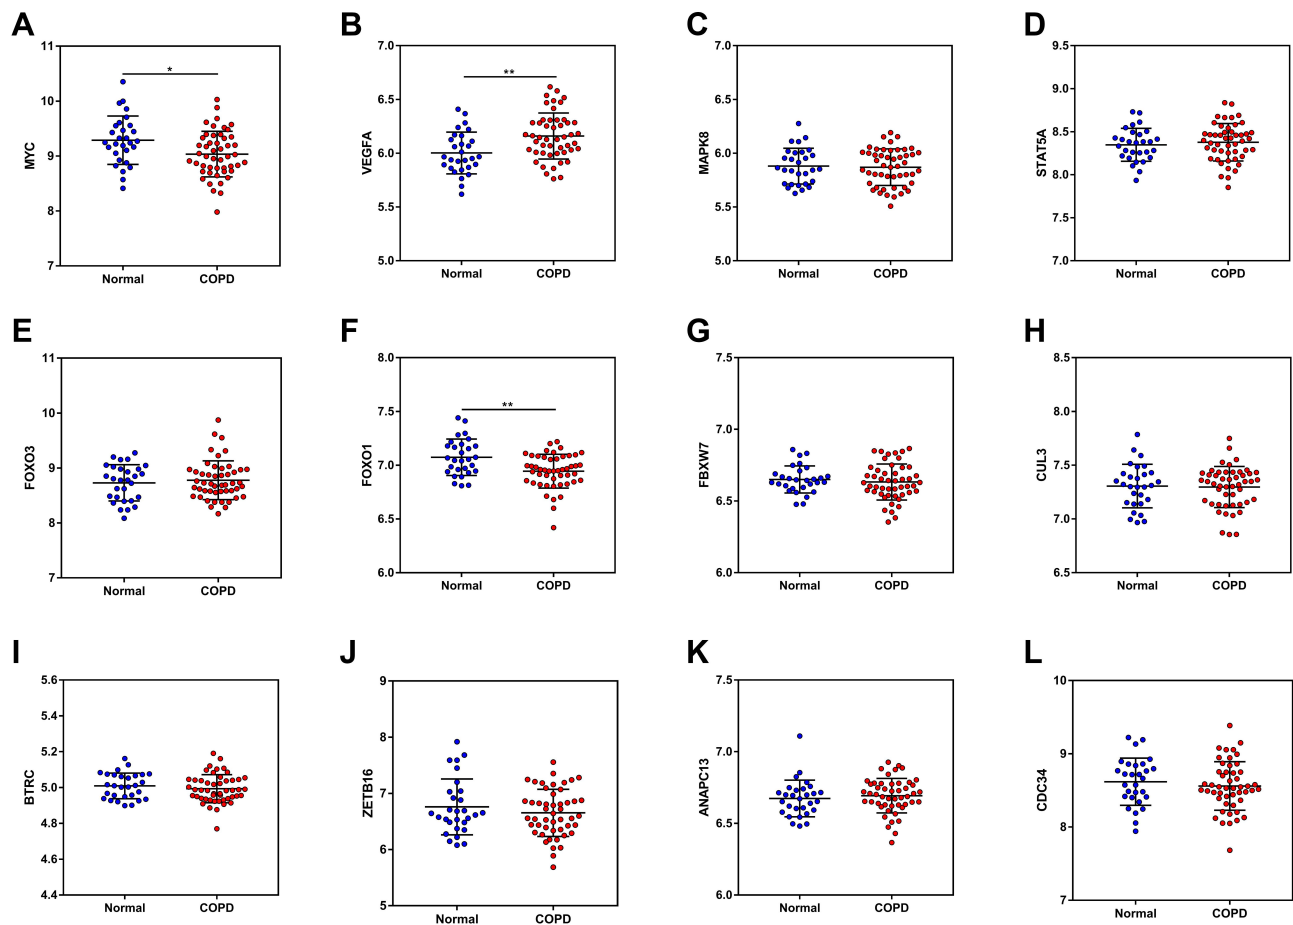 A
B
C
D
11
10
9
8
7
MYC
*
Normal
COPD
7.0
6.5
6.0
5.5
5.0
VEGFA
**
Normal
COPD
7.0
6.5
6.0
5.5
5.0
MAPK8
Normal
COPD
9.5
9.0
8.5
8.0
7.5
7.0
STAT5A
Normal
COPD
E
F
G
H
11
10
9
8
7
FOXO3
Normal
COPD
8.0
7.5
7.0
6.5
6.0
FOXO1
**
Normal
COPD
7.5
7.0
6.5
6.0
FBXW7
Normal
COPD
8.5
8.0
7.5
7.0
6.5
CUL3
Normal
COPD
I
J
K
L
5.6
5.4
5.2
5.0
4.8
4.6
4.4
BTRC
Normal
COPD
9
8
7
6
5
ZETB16
Normal
COPD
7.5
7.0
6.5
6.0
ANAPC13
Normal
COPD
10
9
8
7
CDC34
Normal
COPD